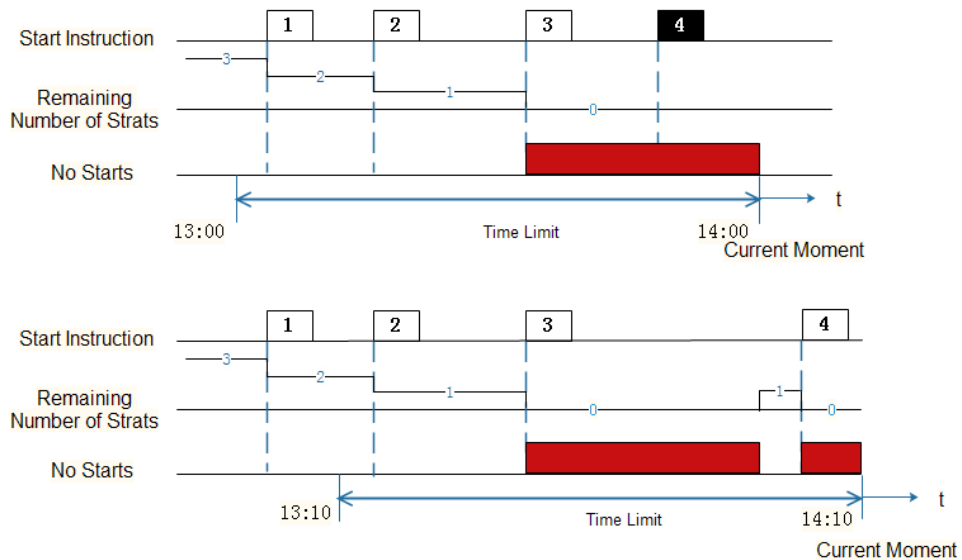 1 2 3 4
Start Instruction
3
2
1
Remaining
Number of Strats
0
No Starts
t
13:00
Time Limit
14:00
Current Moment
1 2 3 4
Start Instruction
3
2
1 1
Remaining
Number of Strats
0 0
No Starts
t
13:10
Time Limit
14:10
Current Moment